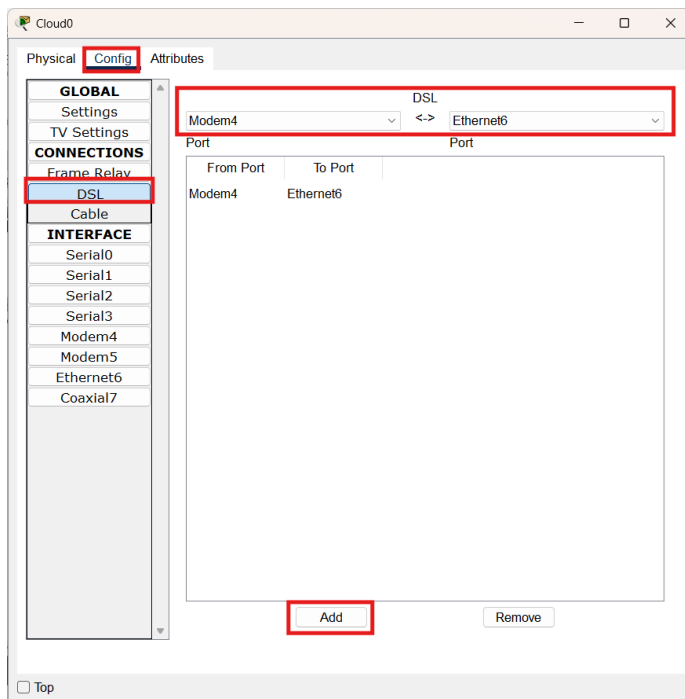 Cloud0
Physical Config Attributes
GLOBAL
Settings
TV Settings
CONNECTIONS
Frame Relay
DSL
Cable
INTERFACE
Serial0
Serial1
Serial2
Serial3
Modem4
Modem5
Ethernet6
Coaxial7
DSL
Modem4 <-> Ethernet6
Port Port
From Port To Port
Modem4 Ethernet6
Add Remove
Top